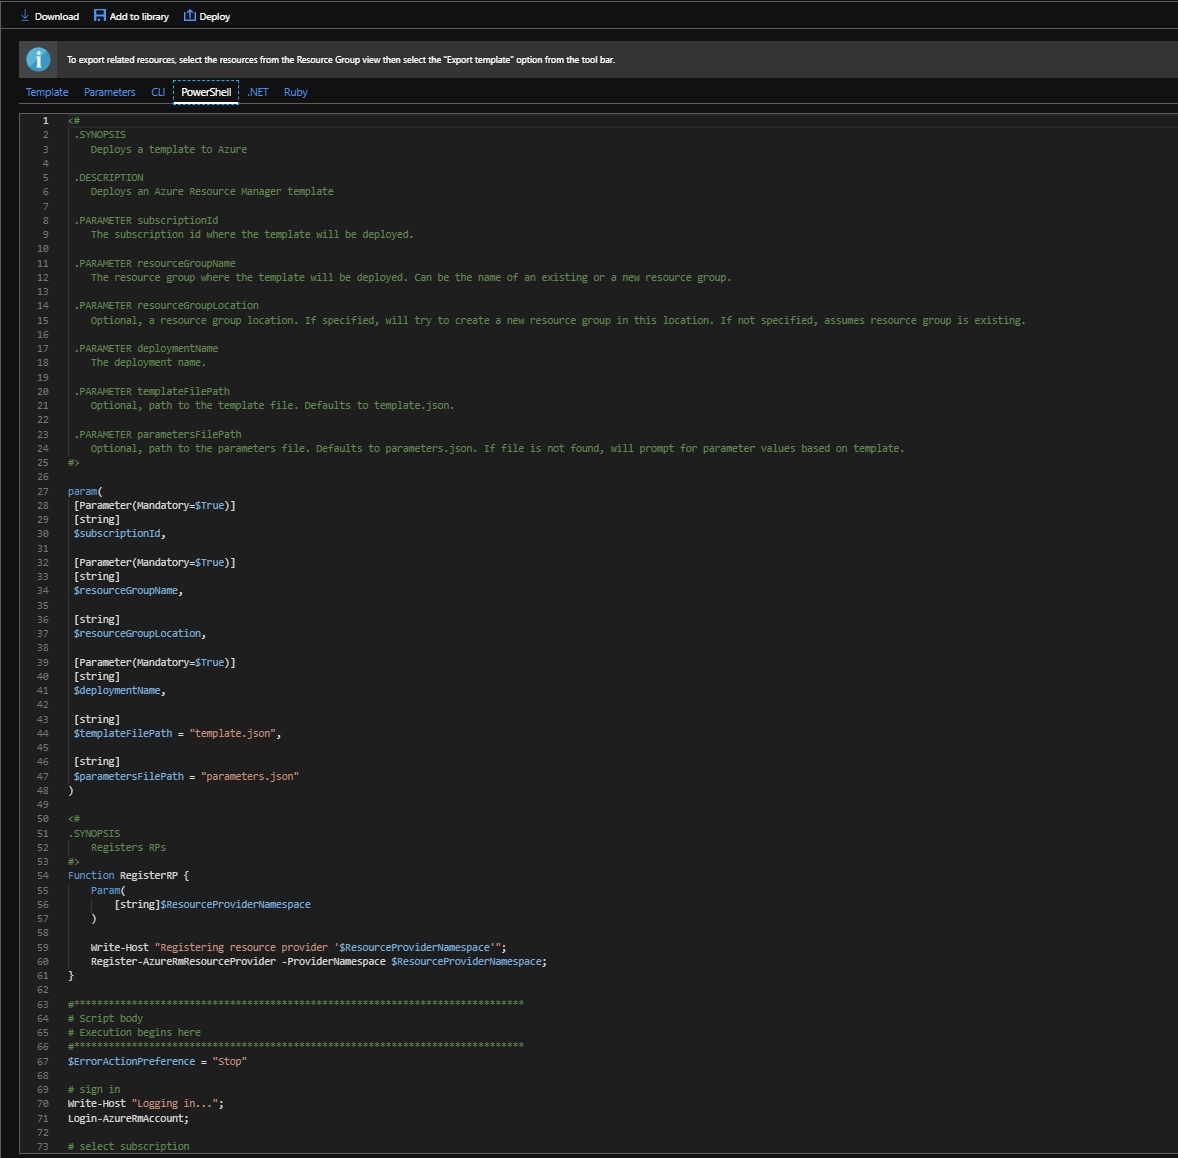 Download Add to library Deploy
To export related resources, select the resources from the Resource Group view then select the "Export template" option from the tool bar.
Template Parameters CLI PowerShell .NET Ruby
1 <#
2 .SYNOPSIS
3 Deploys a template to Azure
4
5 .DESCRIPTION
6 Deploys an Azure Resource Manager template
7
8 .PARAMETER subscriptionId
9 The subscription id where the template will be deployed.
10
11 .PARAMETER resourceGroupName
12 The resource group where the template will be deployed. Can be the name of an existing or a new resource group.
13
14 .PARAMETER resourceGroupLocation
15 Optional, a resource group location. If specified, will try to create a new resource group in this location. If not specified, assumes resource group is existing.
16
17 .PARAMETER deploymentName
18 The deployment name.
19
20 .PARAMETER templateFilePath
21 Optional, path to the template file. Defaults to template.json.
22
23 .PARAMETER parametersFilePath
24 Optional, path to the parameters file. Defaults to parameters.json. If file is not found, will prompt for parameter values based on template.
25 #>
26
27 param(
28 [Parameter(Mandatory=$True)]
29 [string]
30 $subscriptionId,
31
32 [Parameter(Mandatory=$True)]
33 [string]
34 $resourceGroupName,
35
36 [string]
37 $resourceGroupLocation,
38
39 [Parameter(Mandatory=$True)]
40 [string]
41 $deploymentName,
42
43 [string]
44 $templateFilePath = "template.json",
45
46 [string]
47 $parametersFilePath = "parameters.json"
48 )
49
50 <#
51 .SYNOPSIS
52 Registers RPs
53 #>
54 Function RegisterRP {
55 Param(
56 [string]$ResourceProviderNamespace
57 )
58
59 Write-Host "Registering resource provider '$ResourceProviderNamespace'";
60 Register-AzureRmResourceProvider -ProviderNamespace $ResourceProviderNamespace;
61 }
62
63 #******************************************************************************
64 # Script body
65 # Execution begins here
66 #******************************************************************************
67 $ErrorActionPreference = "Stop"
68
69 # sign in
70 Write-Host "Logging in...";
71 Login-AzureRmAccount;
72
73 # select subscription